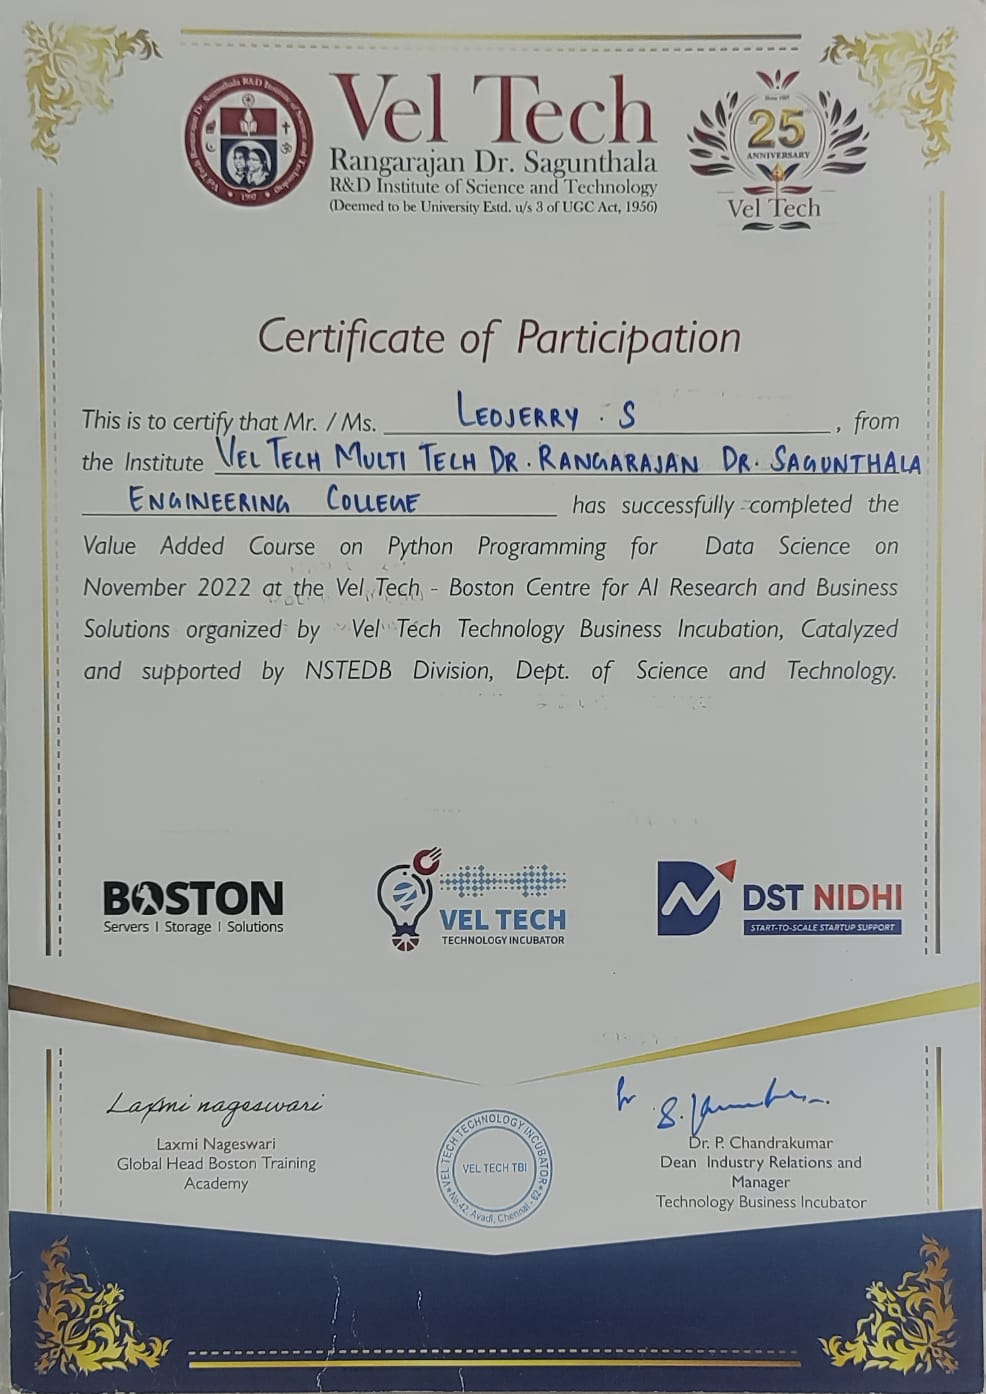 Vel Tech
Rangarajan Dr. Sagunthala
R&D Institute of Science and Technology
(Deemed to be University Estd. u/s 3 of UGC Act, 1956)
Since 1997
25
ANNIVERSARY
Vel Tech
Certificate of Participation
This is to certify that Mr. / Ms. LEOJERRY . S , from
the Institute VEL TECH MULTI TECH DR. RANGARAJAN DR. SAGUNTHALA
ENGINEERING COLLEGE has successfully completed the
Value Added Course on Python Programming for Data Science on
November 2022 at the Vel Tech - Boston Centre for AI Research and Business
Solutions organized by Vel Tech Technology Business Incubation, Catalyzed
and supported by NSTEDB Division, Dept. of Science and Technology.
BOSTON
Servers | Storage | Solutions
VEL TECH
TECHNOLOGY INCUBATOR
DST NIDHI
START-TO-SCALE STARTUP SUPPORT
Laxmi nageswari
Laxmi Nageswari
Global Head Boston Training
Academy
VEL TECH TECHNOLOGY INCUBATOR
VEL TECH TBI
No.42, Avadi, Chennai - 62
Dr. P. Chandrakumar
Dean Industry Relations and
Manager
Technology Business Incubator